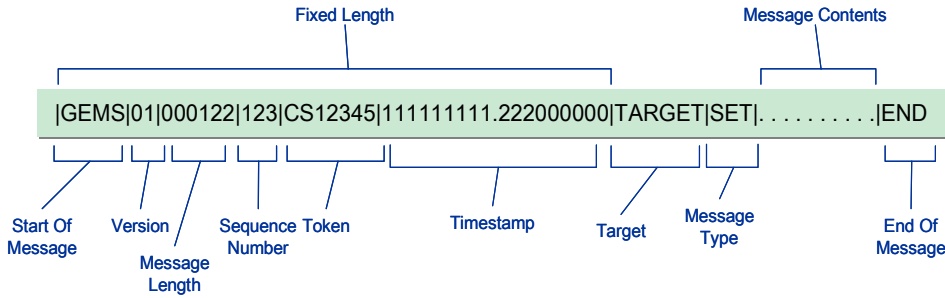 Fixed Length
Message Contents
|GEMS|01|000122|123|CS12345|111111111.222000000|TARGET|SET|. . . . . . . . . .|END
Start Of
Message
Version
Message
Length
Sequence
Number
Token
Timestamp
Target
Message
Type
End Of
Message